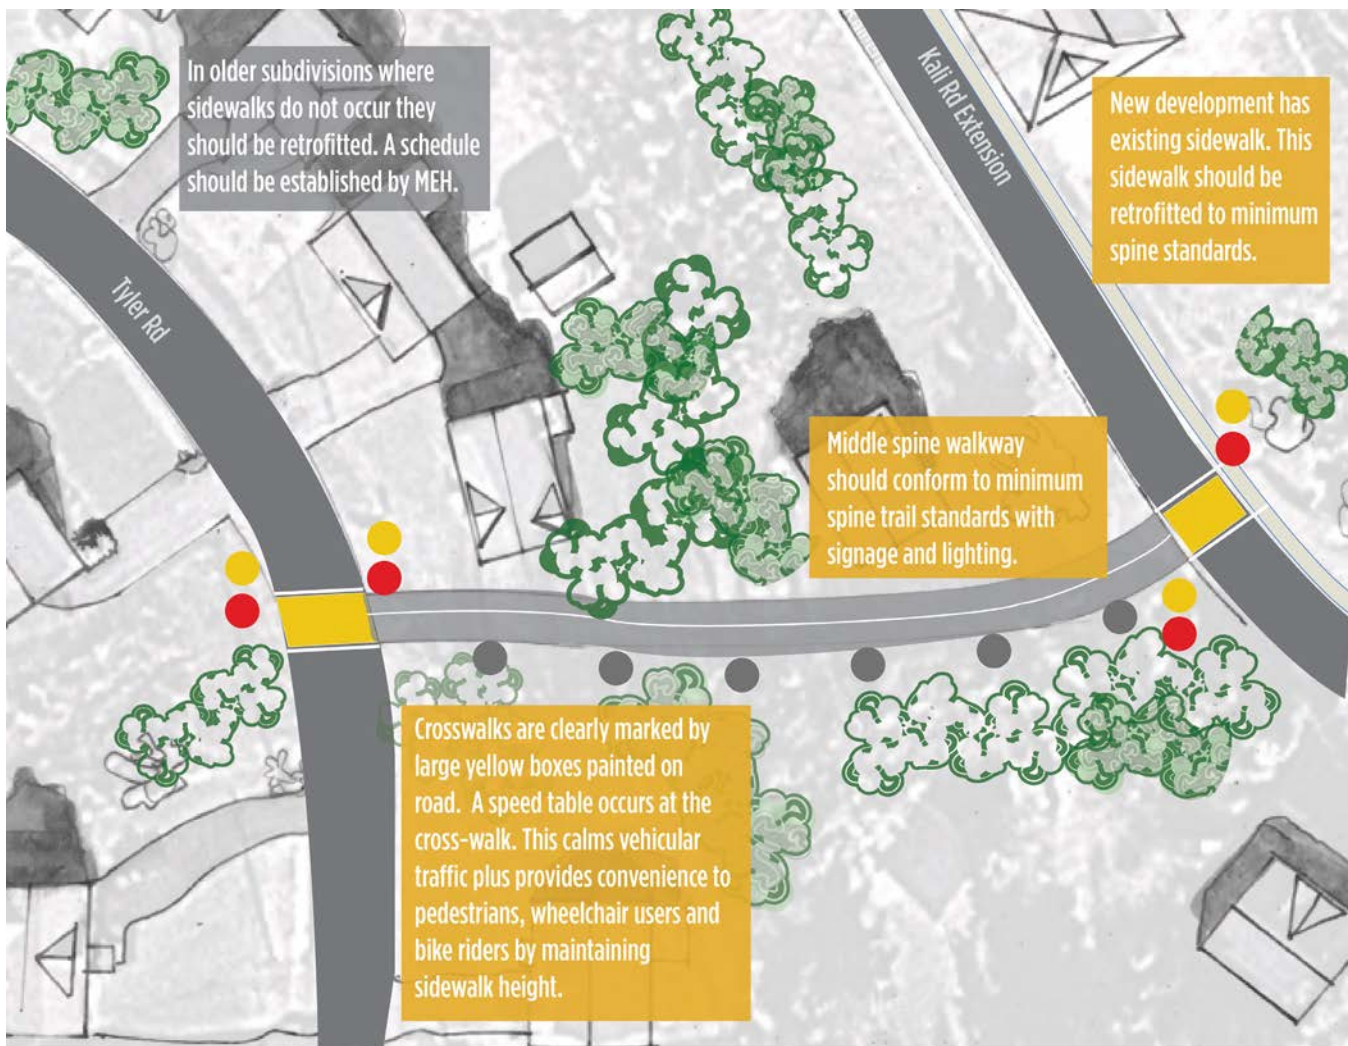 In older subdivisions where
sidewalks do not occur they
should be retrofitted. A schedule
should be established by MEH.
Kali Rd Extension
New development has
existing sidewalk. This
sidewalk should be
retrofitted to minimum
spine standards.
Tyler Rd
Middle spine walkway
should conform to minimum
spine trail standards with
signage and lighting.
Crosswalks are clearly marked by
large yellow boxes painted on
road.  A speed table occurs at the
cross-walk. This calms vehicular
traffic plus provides convenience to
pedestrians, wheelchair users and
bike riders by maintaining
sidewalk height.